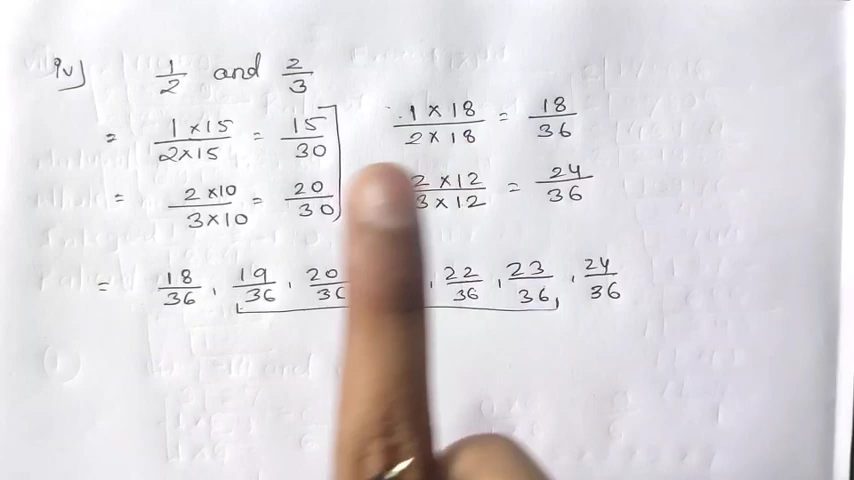 iv) 1/2 and 2/3
= 1×15/2×15 = 15/30
.1×18/2×18 = 18/36
= 2×10/3×10 = 20/30
2×12/3×12 = 24/36
= 18/36, 19/36, 20/36 , 22/36, 23/36, 24/36